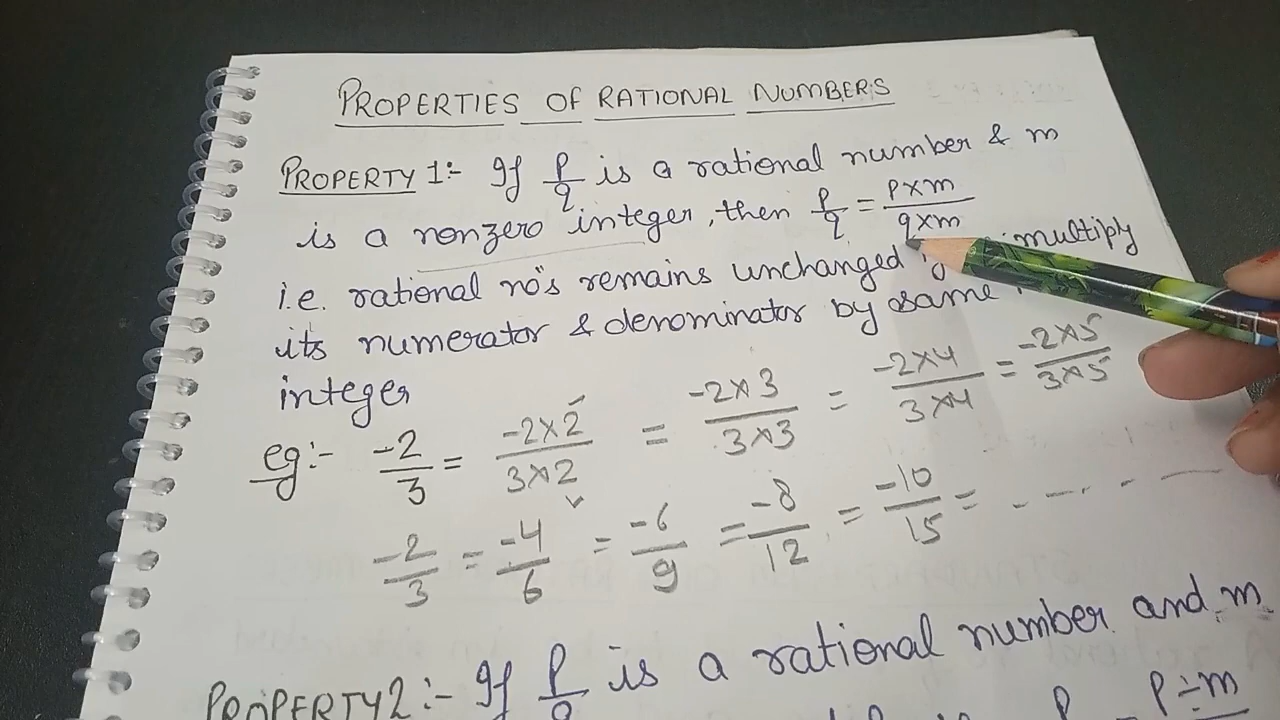 PROPERTIES OF RATIONAL NUMBERS
PROPERTY 1:- If p/q is a rational number & m
is a nonzero integer, then p/q = p×m/q×m
i.e. rational no's remains unchanged multiply
its numerator & denominator by same
integer
eg:- -2/3 = -2×2/3×2 = -2×3/3×3 = -2×4/3×4 = -2×5/3×5
-2/3 = -4/6 = -6/9 = -8/12 = -10/15 = - - - - -
PROPERTY2:- If p/q is a rational number and m
p÷m